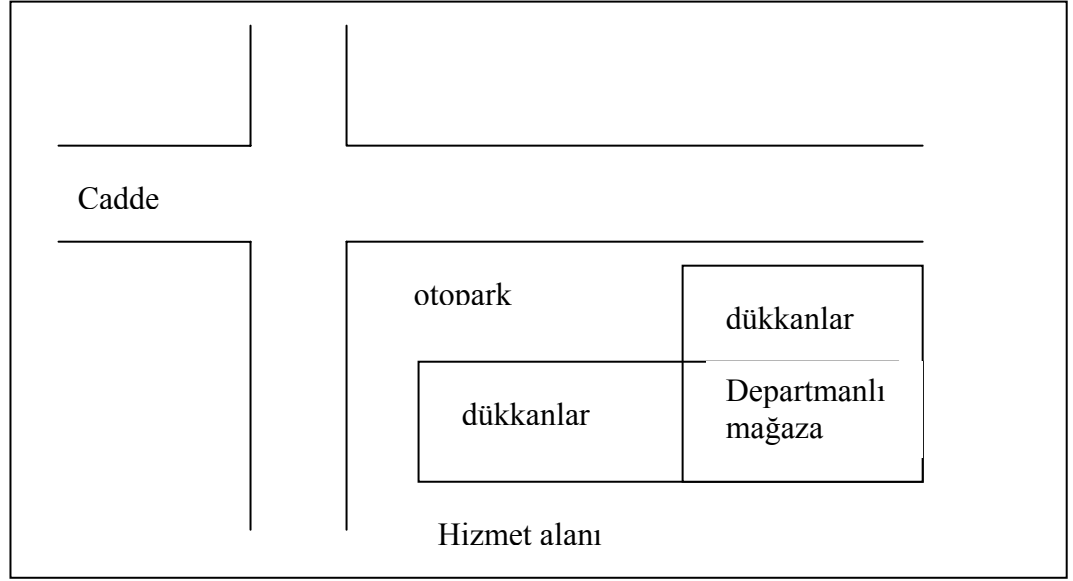 Cadde
otopark
dükkanlar
dükkanlar
Departmanlı
mağaza
Hizmet alanı